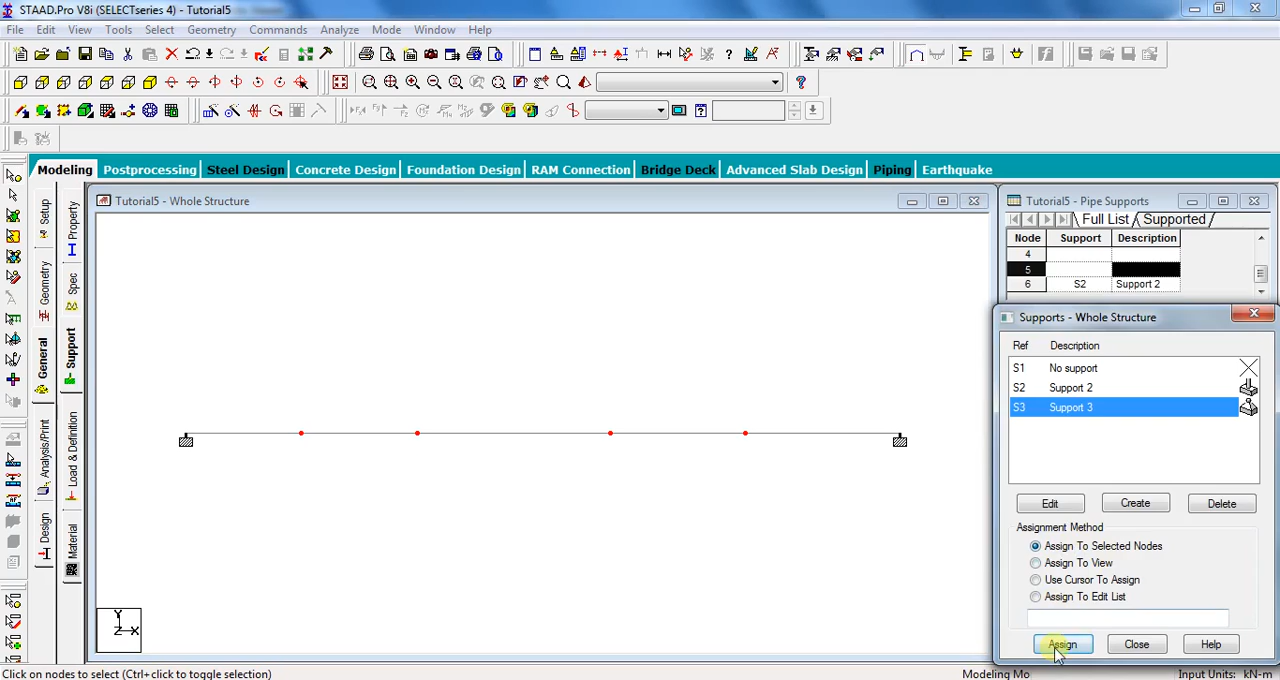 STAAD.Pro V8i (SELECTseries 4) - Tutorial5
File Edit View Tools Select Geometry Commands Analyze Mode Window Help
Modeling Postprocessing Steel Design Concrete Design Foundation Design RAM Connection Bridge Deck Advanced Slab Design Piping Earthquake
Setup
Geometry
General
Analysis/Print
Design
Property
Spec
Support
Load & Definition
Material
Tutorial5 - Whole Structure
Y
Z X
Tutorial5 - Pipe Supports
Full List Supported
Node Support Description
4
5
6 S2 Support 2
Supports - Whole Structure
Ref Description
S1 No support
S2 Support 2
S3 Support 3
Edit Create Delete
Assignment Method
Assign To Selected Nodes
Assign To View
Use Cursor To Assign
Assign To Edit List
Assign Close Help
Click on nodes to select (Ctrl+click to toggle selection) Modeling Mo Input Units: kN-m